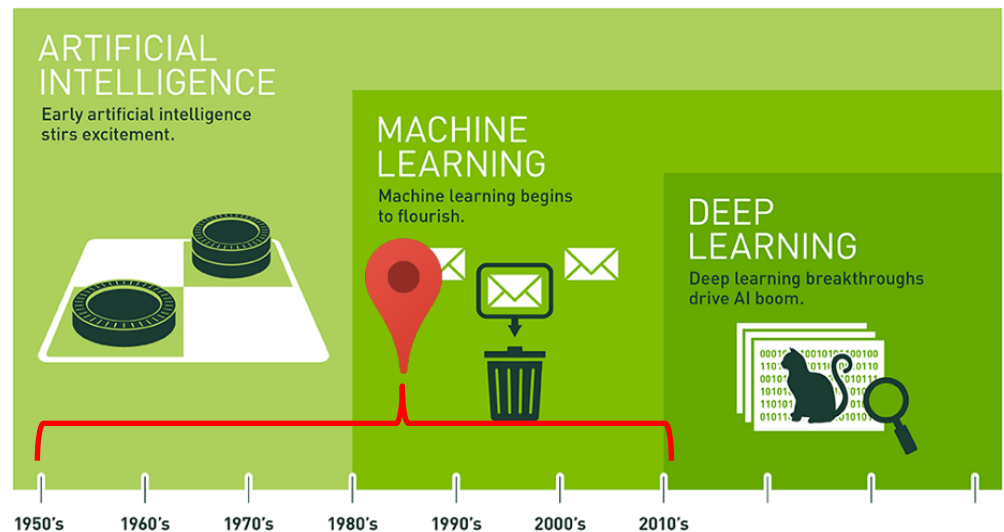 ARTIFICIAL
INTELLIGENCE
Early artificial intelligence
stirs excitement.
MACHINE
LEARNING
Machine learning begins
to flourish.
DEEP
LEARNING
Deep learning breakthroughs
drive AI boom.
1950's 1960's 1970's 1980's 1990's 2000's 2010's